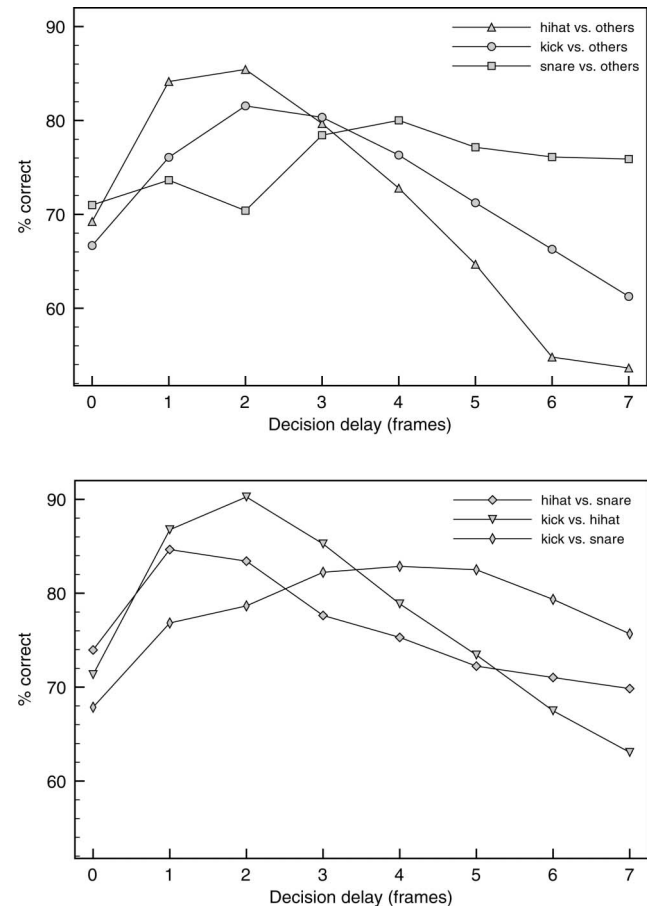 90
80
70
60
% correct
hihat vs. others
kick vs. others
snare vs. others
0 1 2 3 4 5 6 7
Decision delay (frames)
90
80
70
60
% correct
hihat vs. snare
kick vs. hihat
kick vs. snare
0 1 2 3 4 5 6 7
Decision delay (frames)